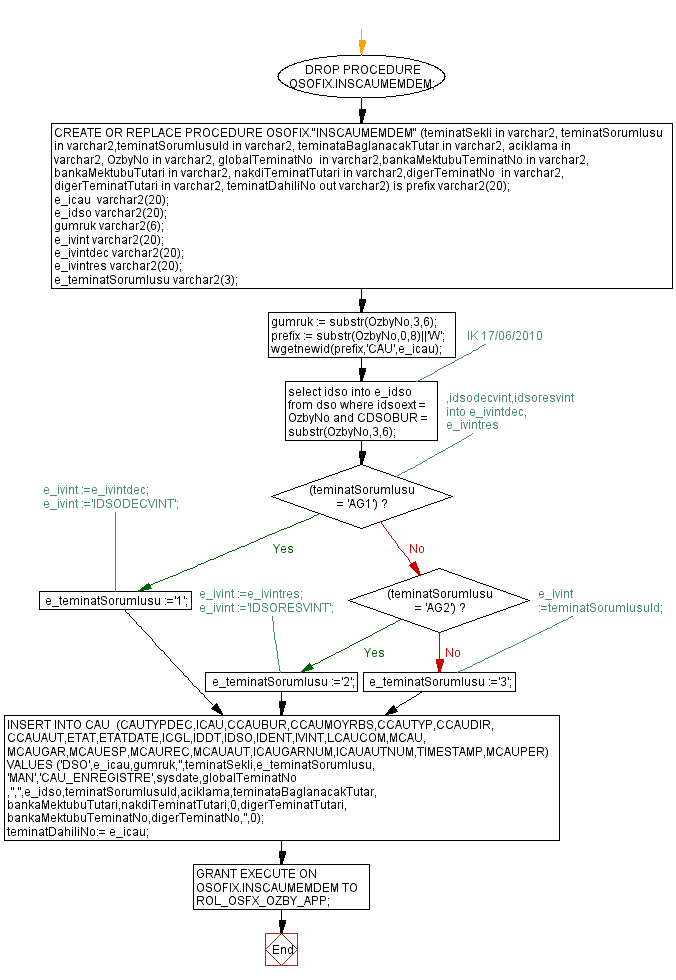 DROP PROCEDURE
OSOFIX.INSCAUMEMDEM;
CREATE OR REPLACE PROCEDURE OSOFIX."INSCAUMEMDEM" (teminatSekli in varchar2, teminatSorumlusu
in varchar2,teminatSorumlusuId in varchar2, teminataBaglanacakTutar in varchar2, aciklama in
varchar2, OzbyNo in varchar2, globalTeminatNo  in varchar2,bankaMektubuTeminatNo in varchar2,
bankaMektubuTutari in varchar2, nakdiTeminatTutari in varchar2,digerTeminatNo  in varchar2,
digerTeminatTutari in varchar2, teminatDahiliNo out varchar2) is prefix varchar2(20);
e_icau  varchar2(20);
e_idso varchar2(20);
gumruk varchar2(6);
e_ivint varchar2(20);
e_ivintdec varchar2(20);
e_ivintres varchar2(20);
e_teminatSorumlusu varchar2(3);
gumruk := substr(OzbyNo,3,6);
prefix := substr(OzbyNo,0,8)||'W';
wgetnewid(prefix,'CAU',e_icau);
IK 17/06/2010
select idso into e_idso
from dso where idsoext =
OzbyNo and CDSOBUR =
substr(OzbyNo,3,6);
,idsodecvint,idsoresvint
into e_ivintdec,
e_ivintres
(teminatSorumlusu
= 'AG1') ?
e_ivint :=e_ivintdec;
e_ivint :='IDSODECVINT';
Yes
No
e_teminatSorumlusu :='1';
e_ivint :=e_ivintres;
e_ivint :='IDSORESVINT';
(teminatSorumlusu
= 'AG2') ?
e_ivint
:=teminatSorumlusuId;
Yes
No
e_teminatSorumlusu :='2';
e_teminatSorumlusu :='3';
INSERT INTO CAU  (CAUTYPDEC,ICAU,CCAUBUR,CCAUMOYRBS,CCAUTYP,CCAUDIR,
CCAUAUT,ETAT,ETATDATE,ICGL,IDDT,IDSO,IDENT,IVINT,LCAUCOM,MCAU,
MCAUGAR,MCAUESP,MCAUREC,MCAUAUT,ICAUGARNUM,ICAUAUTNUM,TIMESTAMP,MCAUPER)
VALUES ('DSO',e_icau,gumruk,'',teminatSekli,e_teminatSorumlusu,
'MAN','CAU_ENREGISTRE',sysdate,globalTeminatNo
,'','',e_idso,teminatSorumlusuId,aciklama,teminataBaglanacakTutar,
bankaMektubuTutari,nakdiTeminatTutari,0,digerTeminatTutari,
bankaMektubuTeminatNo,digerTeminatNo,'',0);
teminatDahiliNo:= e_icau;
GRANT EXECUTE ON
OSOFIX.INSCAUMEMDEM TO
ROL_OSFX_OZBY_APP;
End